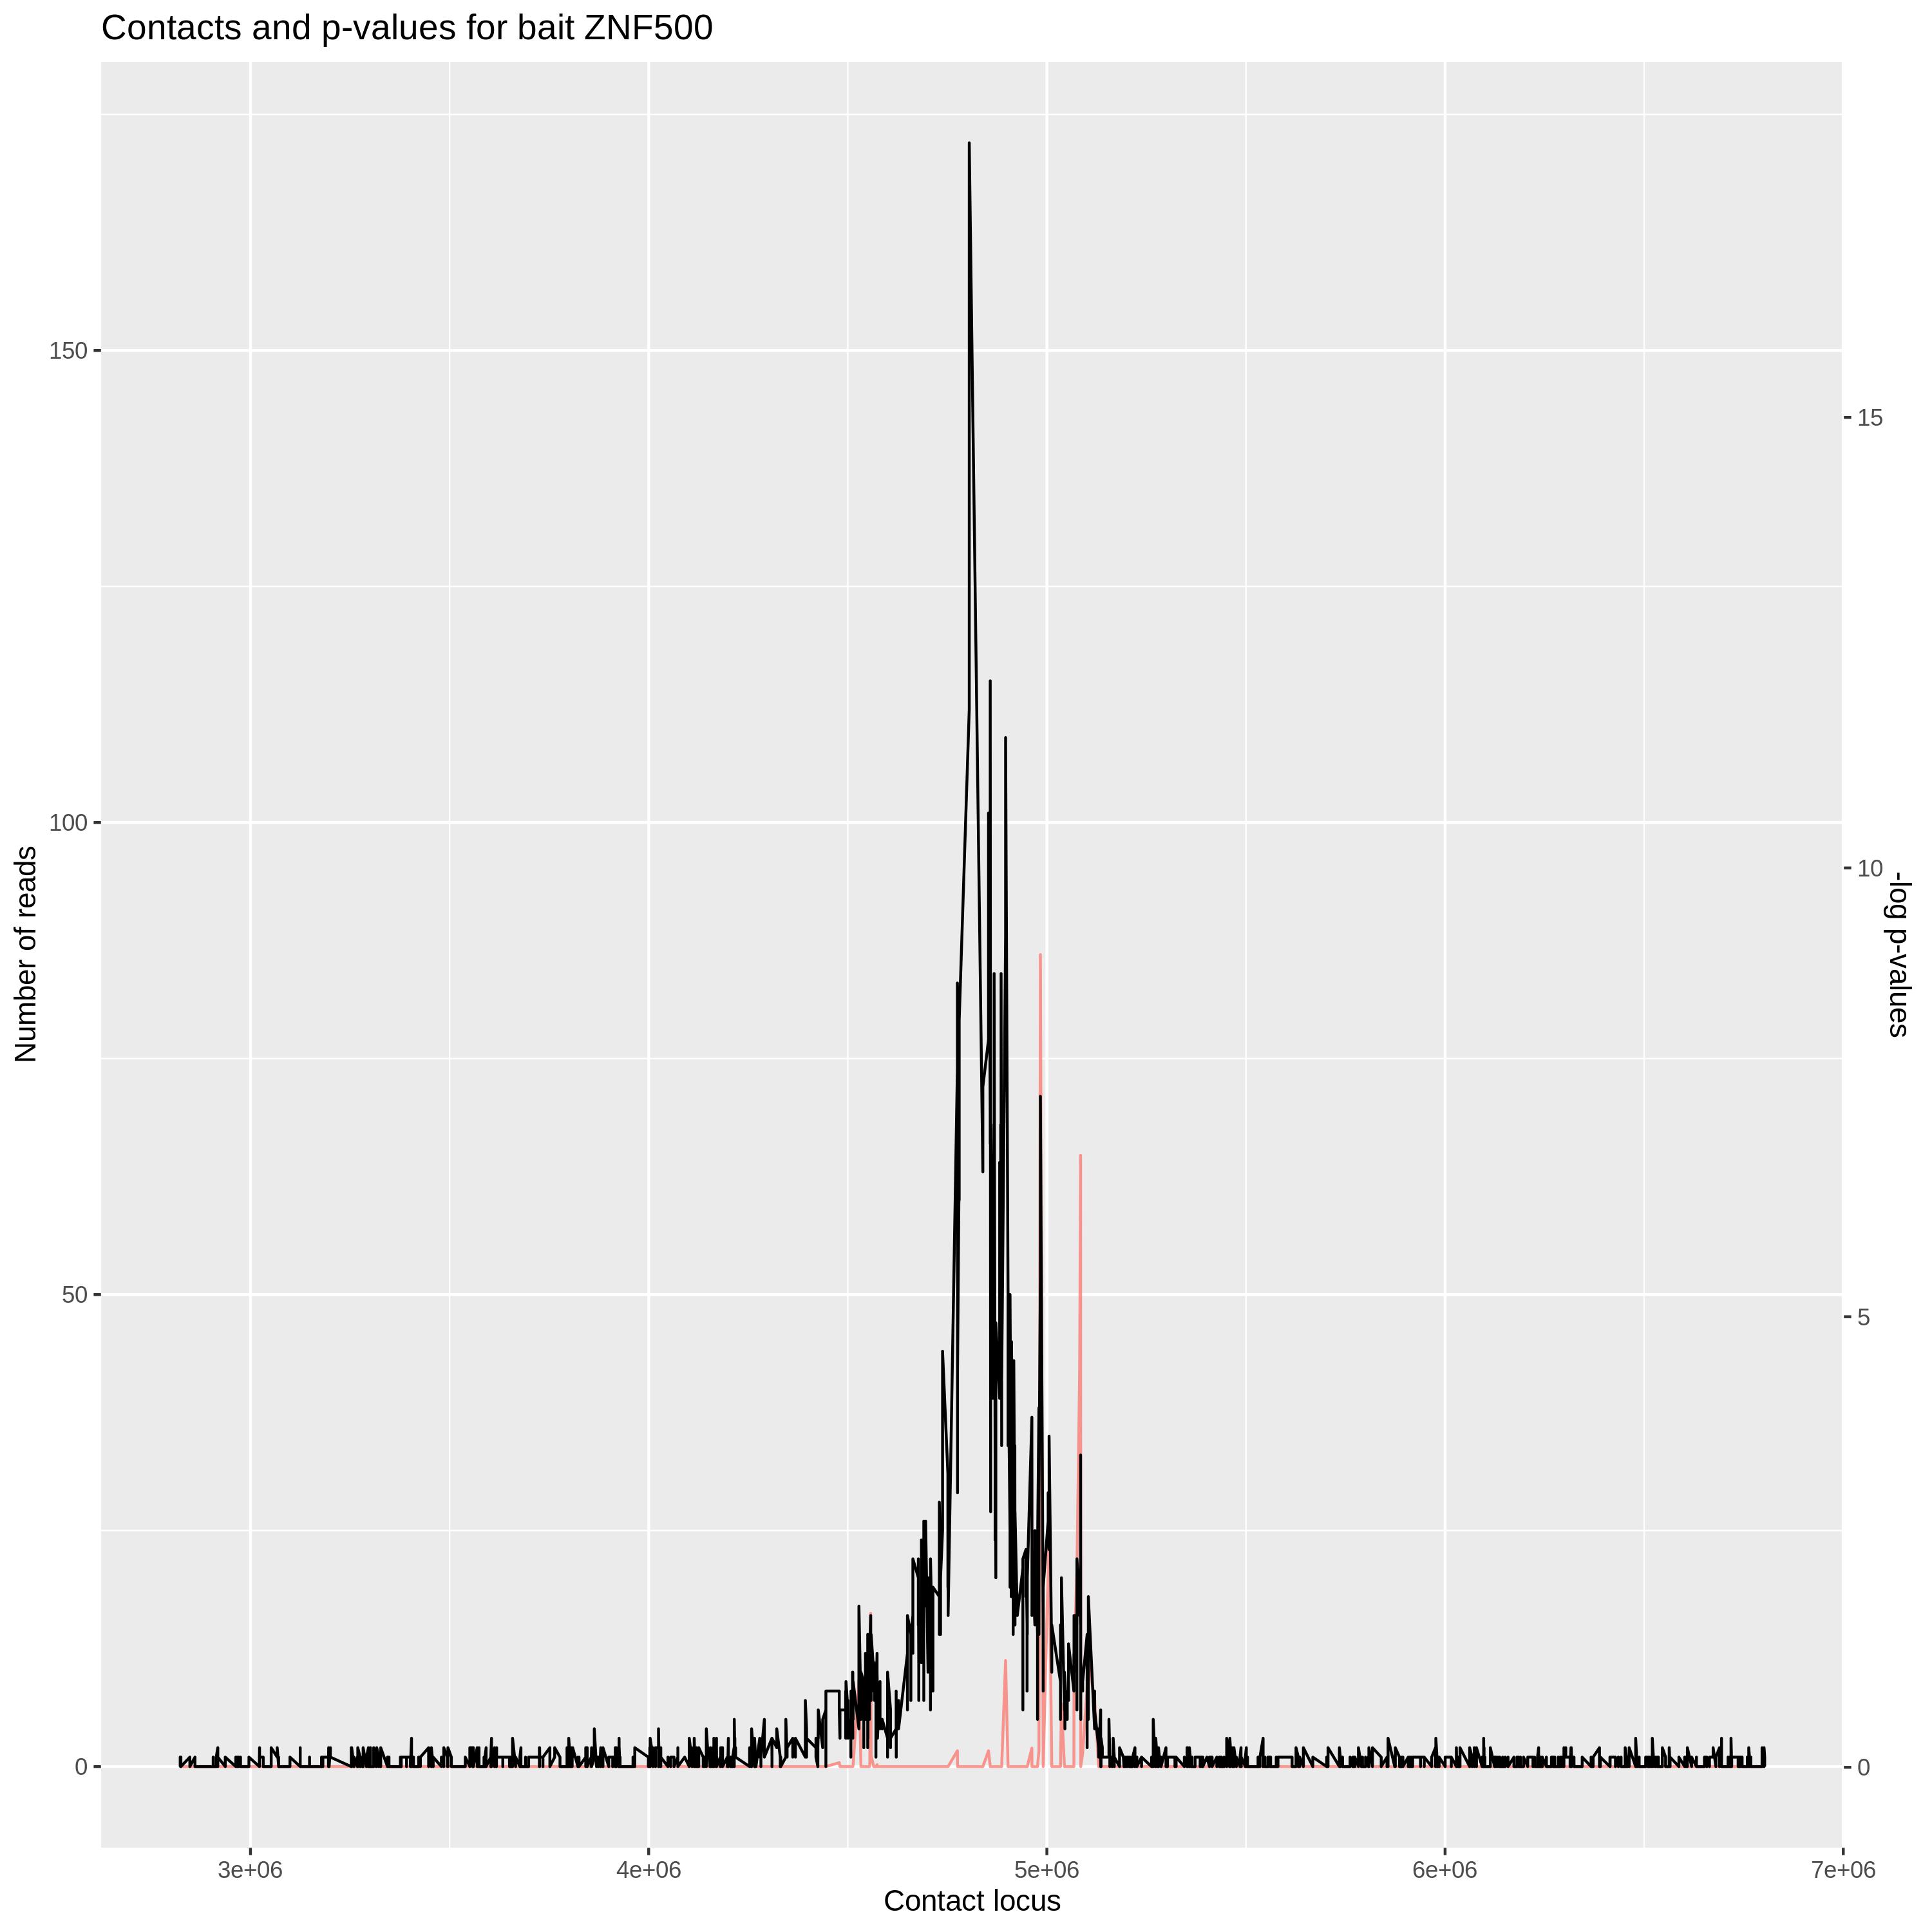 Contacts and p-values for bait ZNF500
150
100
50
0
Number of reads
15
10
5
0
-log p-values
3e+06
4e+06
5e+06
6e+06
7e+06
Contact locus